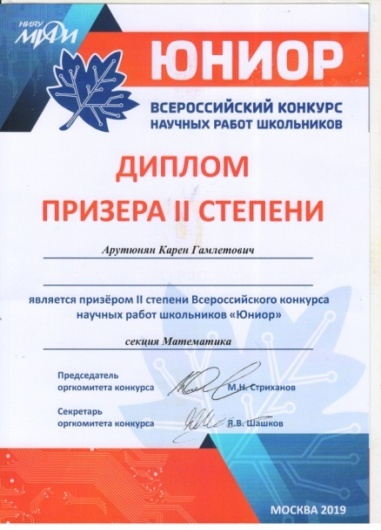 НИЯУ
МИФИ
ЮНИОР
ВСЕРОССИЙСКИЙ КОНКУРС
НАУЧНЫХ РАБОТ ШКОЛЬНИКОВ
ДИПЛОМ
ПРИЗЕРА II СТЕПЕНИ
Арутюнян Карен Гамлетович
является призёром II степени Всероссийского конкурса
научных работ школьников «Юниор»
секция Математика
Председатель
оргкомитета конкурса М.Н. Стриханов
Секретарь
оргкомитета конкурса Я.В. Шашков
МОСКВА 2019